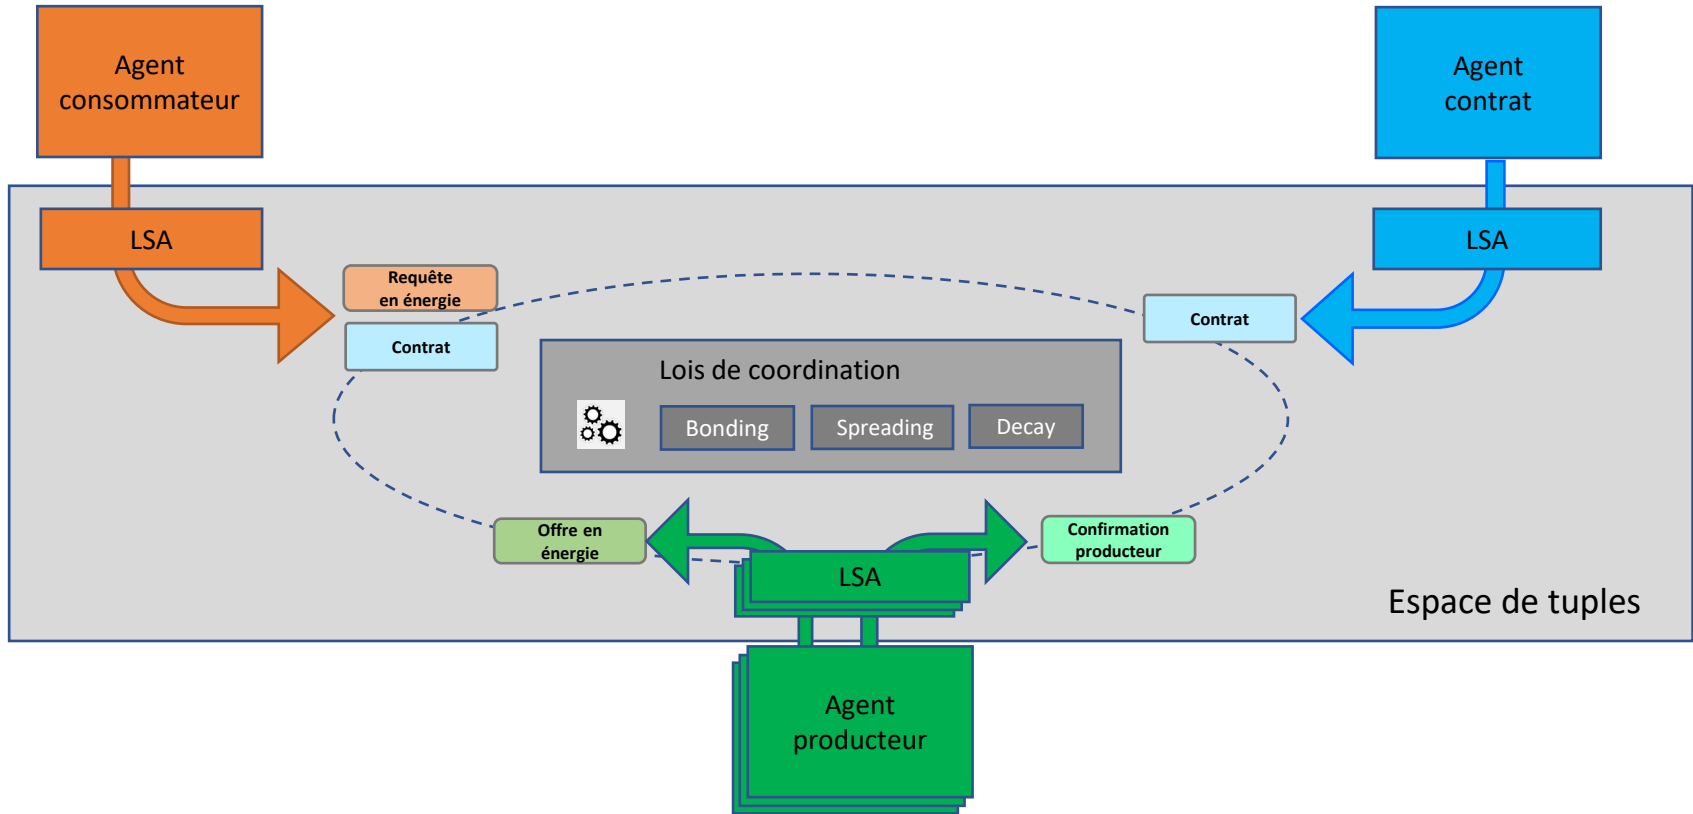 Agent
consommateur
Agent
contrat
LSA
LSA
Requête
en énergie
Contrat
Contrat
Lois de coordination
Bonding
Spreading
Decay
Offre en
énergie
Confirmation
producteur
LSA
Espace de tuples
Agent
producteur